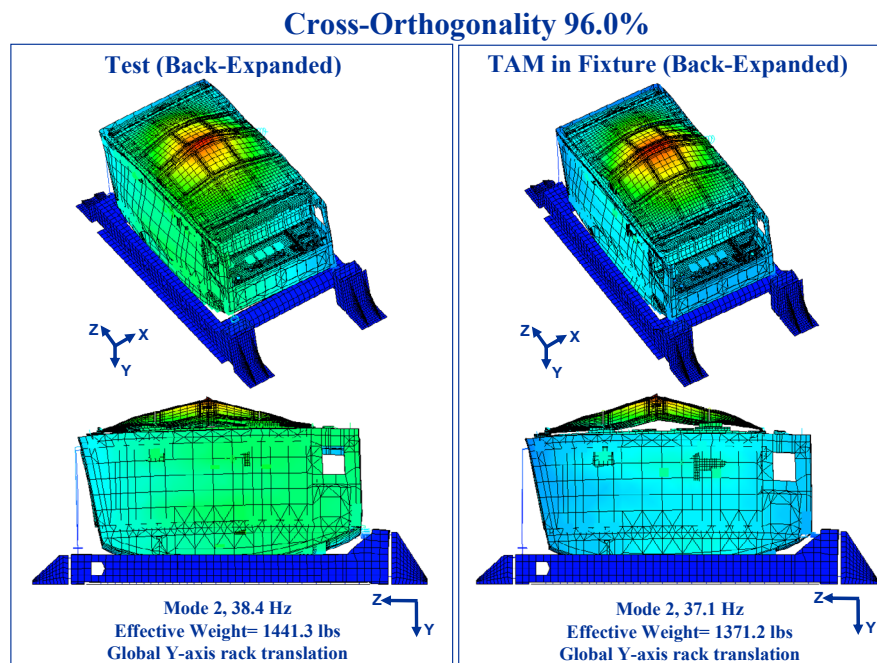 Cross-Orthogonality 96.0%
Test (Back-Expanded)
Z
X
Y
Z
Y
Mode 2, 38.4 Hz
Effective Weight= 1441.3 lbs
Global Y-axis rack translation
TAM in Fixture (Back-Expanded)
Z
X
Y
Z
Y
Mode 2, 37.1 Hz
Effective Weight= 1371.2 lbs
Global Y-axis rack translation